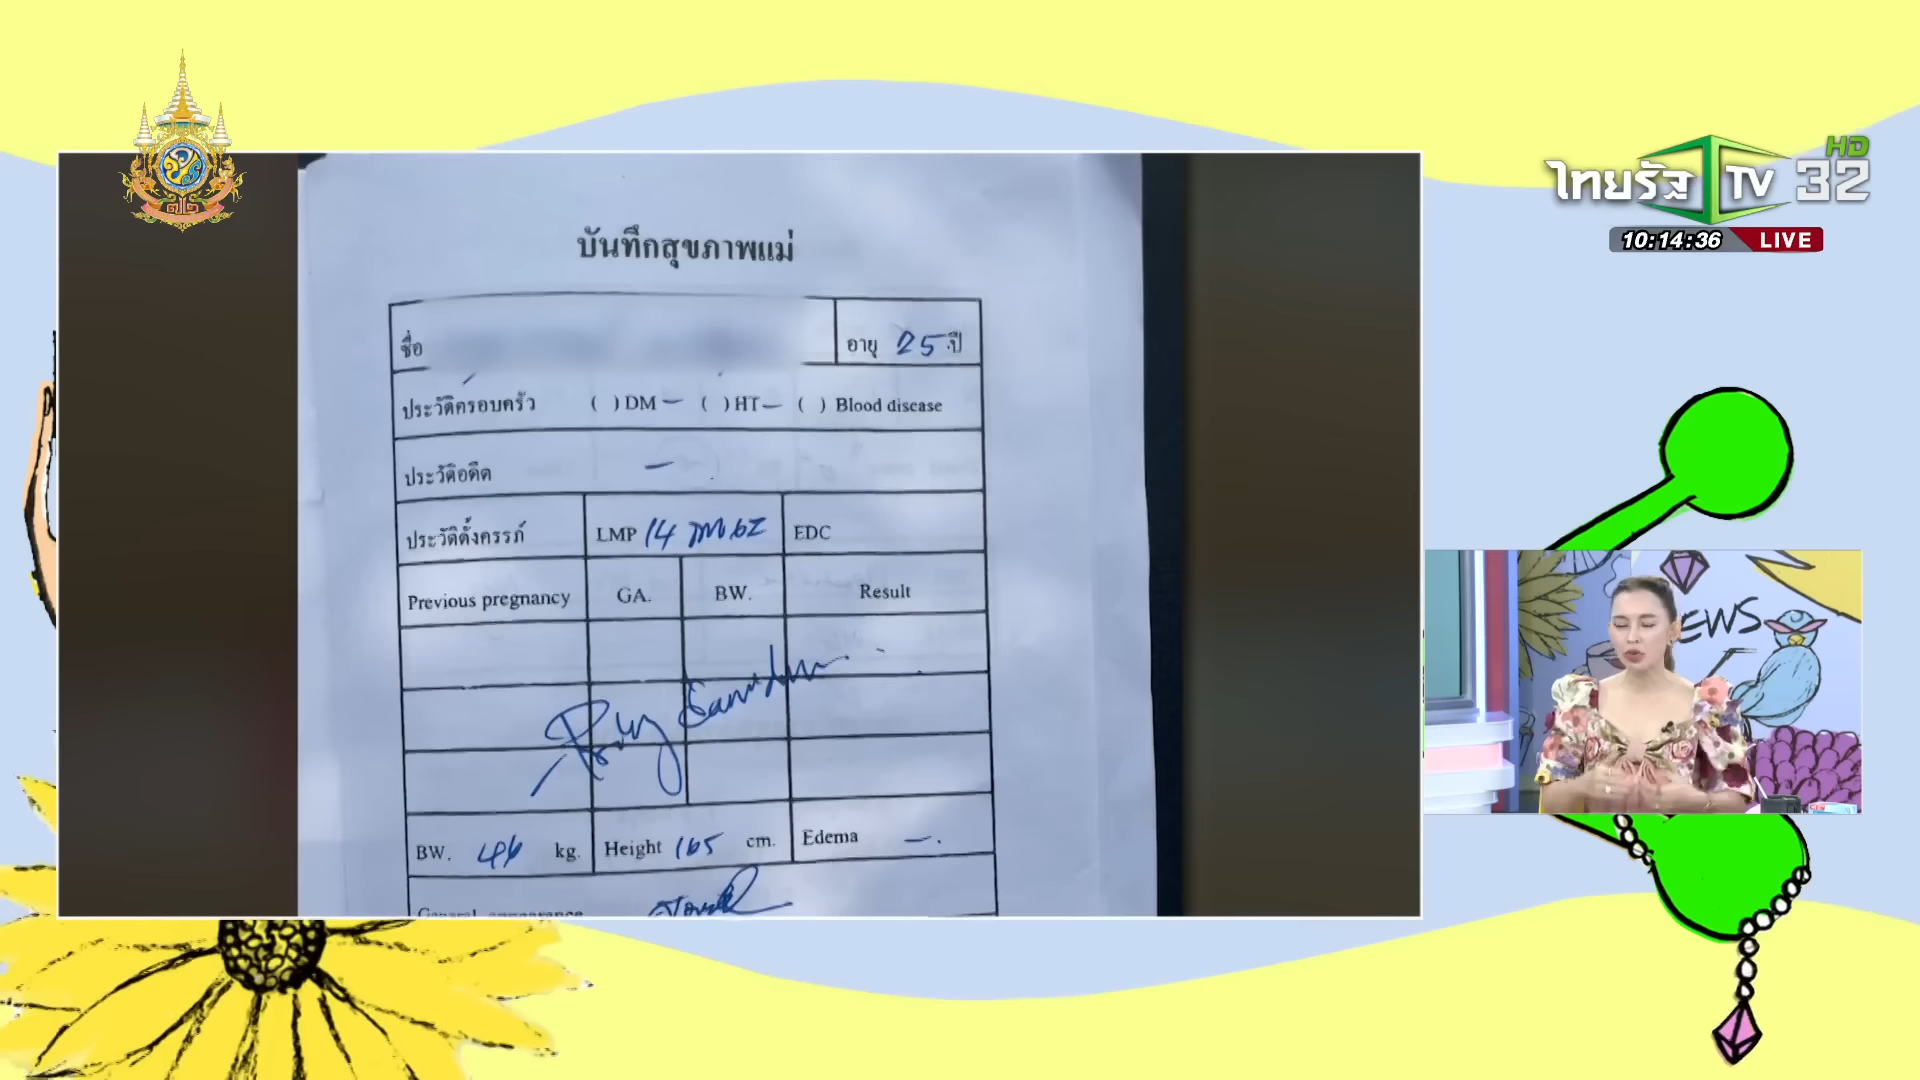 ไทยรัฐ TV HD 32
10:14:36 LIVE
บันทึกสุขภาพแม่
ชื่อ อายุ 25 ปี
ประวัติครอบครัว ( ) DM – ( ) HT – ( ) Blood disease
ประวัติอดีต –
ประวัติตั้งครรภ์ LMP 14 EDC
Previous pregnancy GA. BW. Result
BW. 46 kg. Height 165 cm. Edema –.
General appearance
NEWS